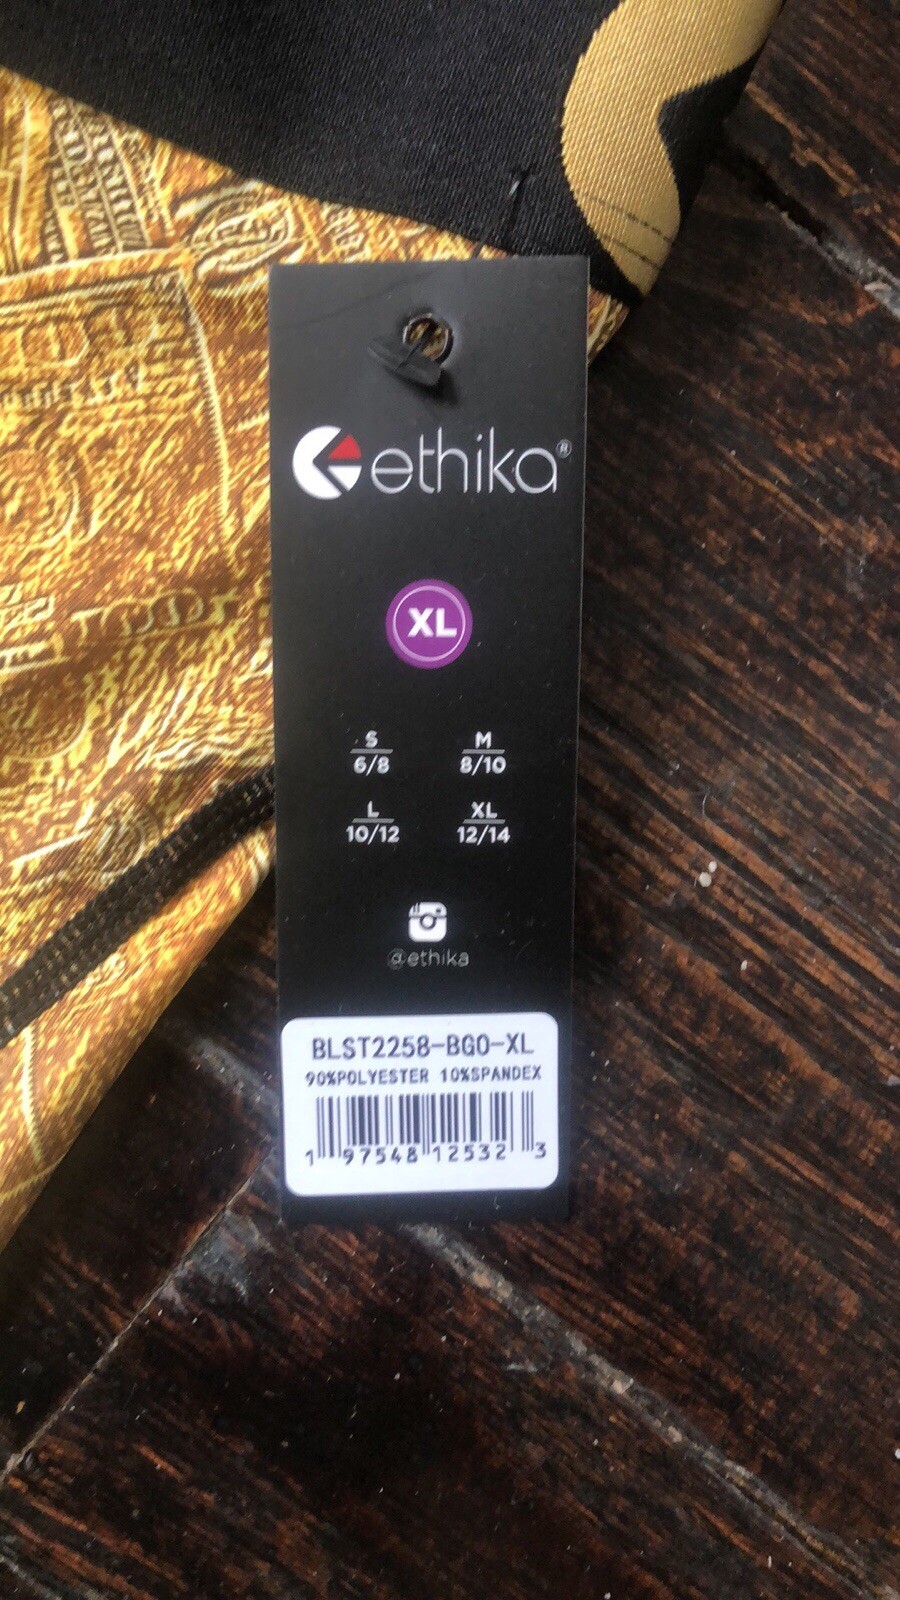 ethika®
XL
S
6/8
M
8/10
L
10/12
XL
12/14
@ethika
BLST2258-BGO-XL
90%POLYESTER 10%SPANDEX
1 97548 12532 3